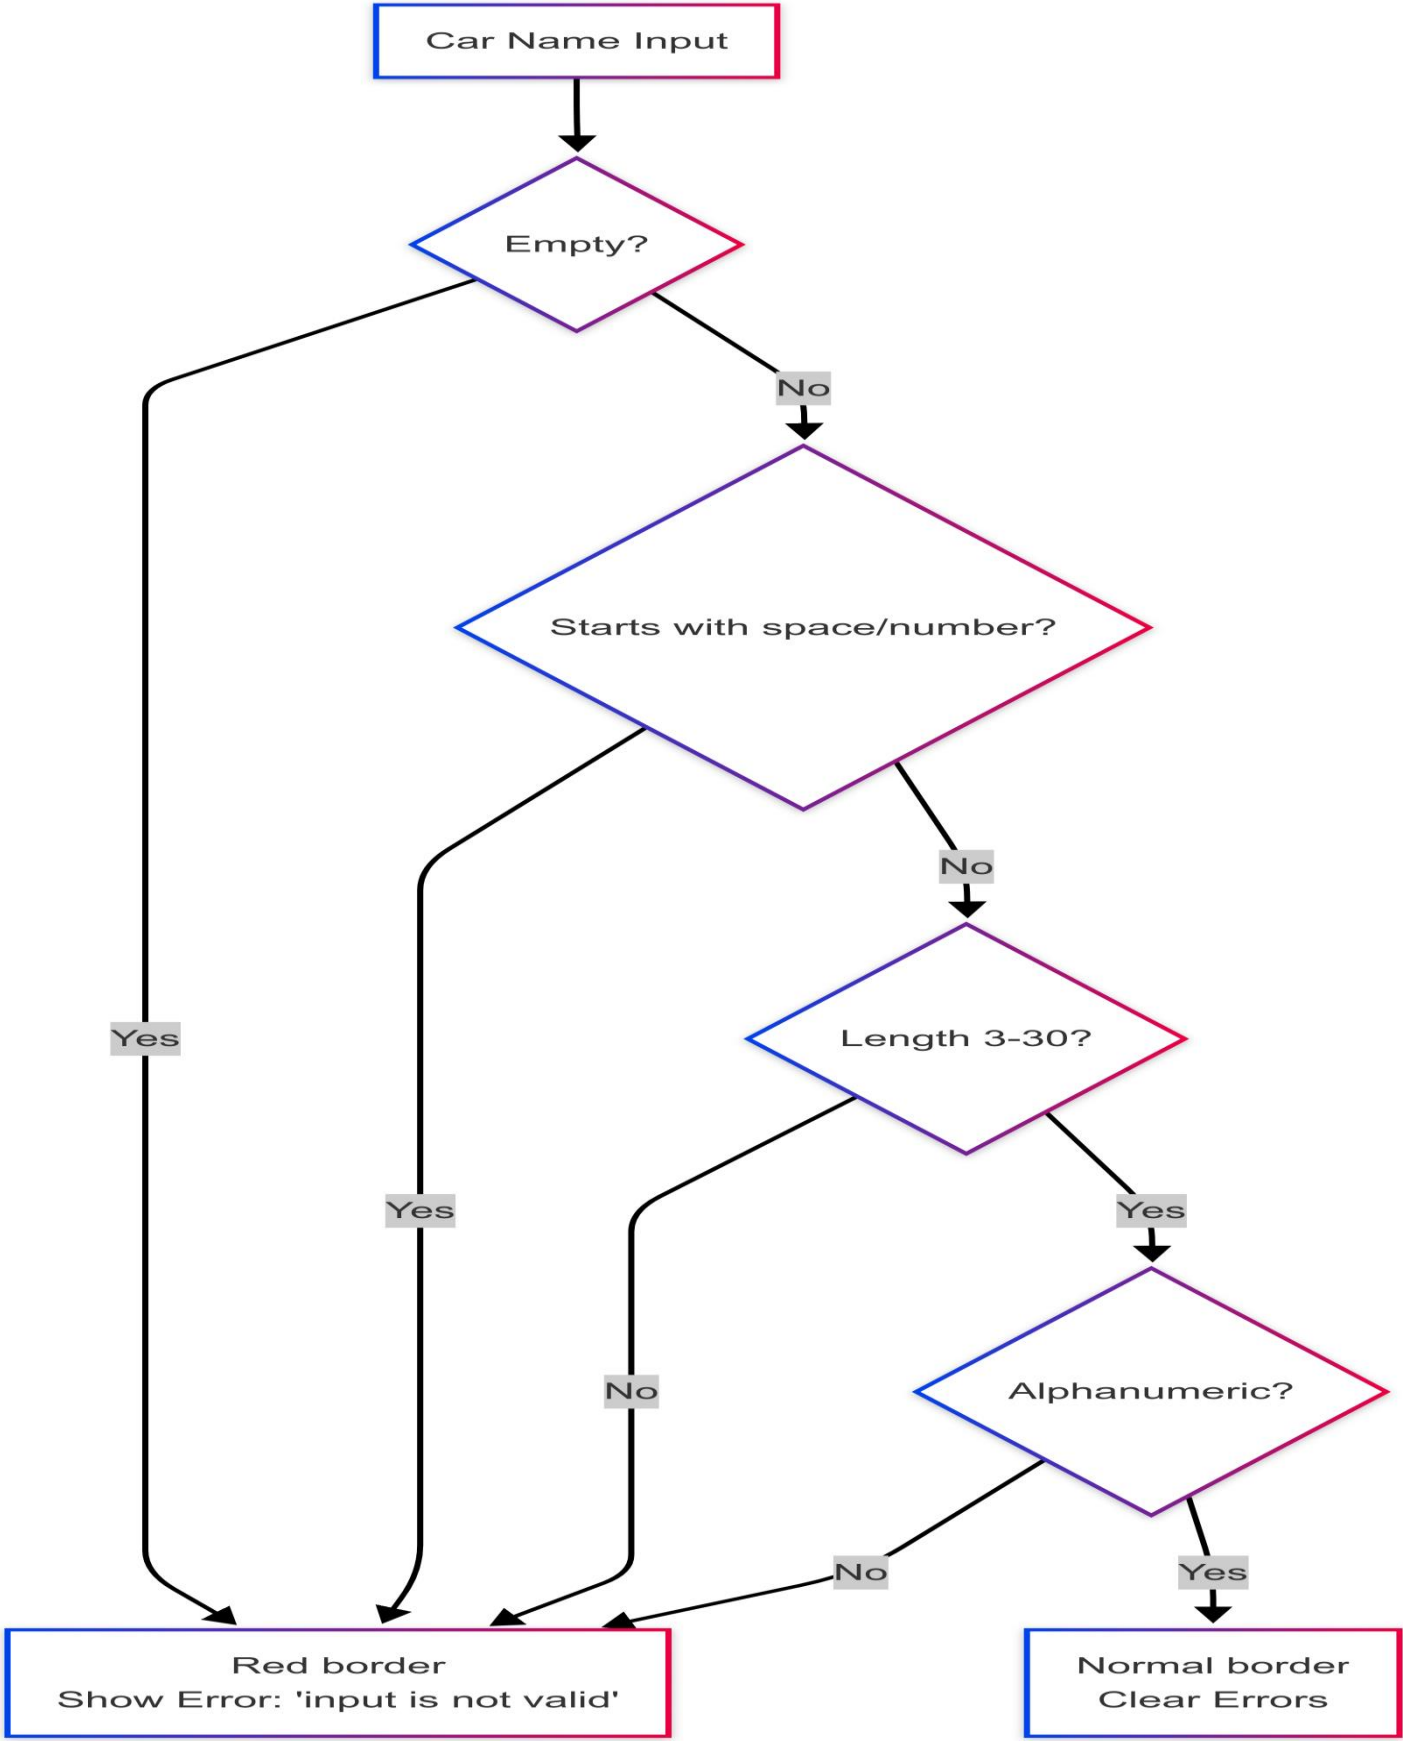 Car Name Input
Empty?
No
Starts with space/number?
No
Length 3-30?
Yes
Yes
Yes
No
Alphanumeric?
No
Yes
Red border
Show Error: 'input is not valid'
Normal border
Clear Errors